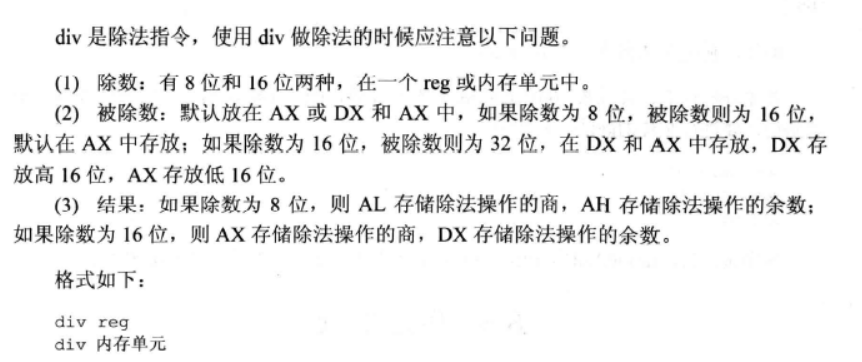 div 是除法指令，使用 div 做除法的时候应注意以下问题。
(1) 除数：有 8 位和 16 位两种，在一个 reg 或内存单元中。
(2) 被除数：默认放在 AX 或 DX 和 AX 中，如果除数为 8 位，被除数则为 16 位，
默认在 AX 中存放；如果除数为 16 位，被除数则为 32 位，在 DX 和 AX 中存放，DX 存
放高 16 位，AX 存放低 16 位。
(3) 结果：如果除数为 8 位，则 AL 存储除法操作的商，AH 存储除法操作的余数；
如果除数为 16 位，则 AX 存储除法操作的商，DX 存储除法操作的余数。
格式如下：
div reg
div 内存单元